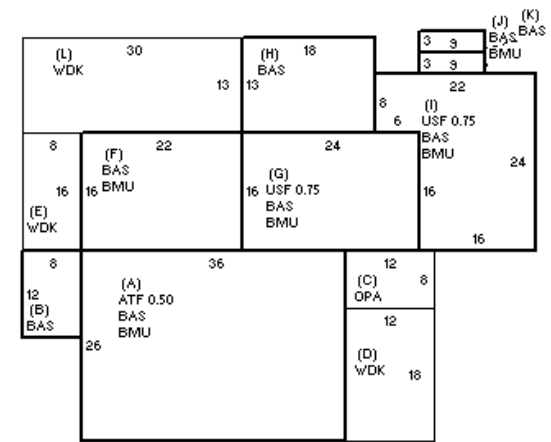 (K)
(J) BAS
BAS
BMU
3 9
3 9
(L) 30
WDK
13
18
(H)
BAS
13
22
8 (I)
6 USF 0.75
BAS
BMU
24
16
16
8
16
(E)
WDK
(F) 22
BAS
16 BMU
24
(G)
16 USF 0.75
BAS
BMU
8
12
(B)
BAS
36
(A)
ATF 0.50
BAS
BMU
26
12
(C) 8
OPA
12
(D)
WDK 18